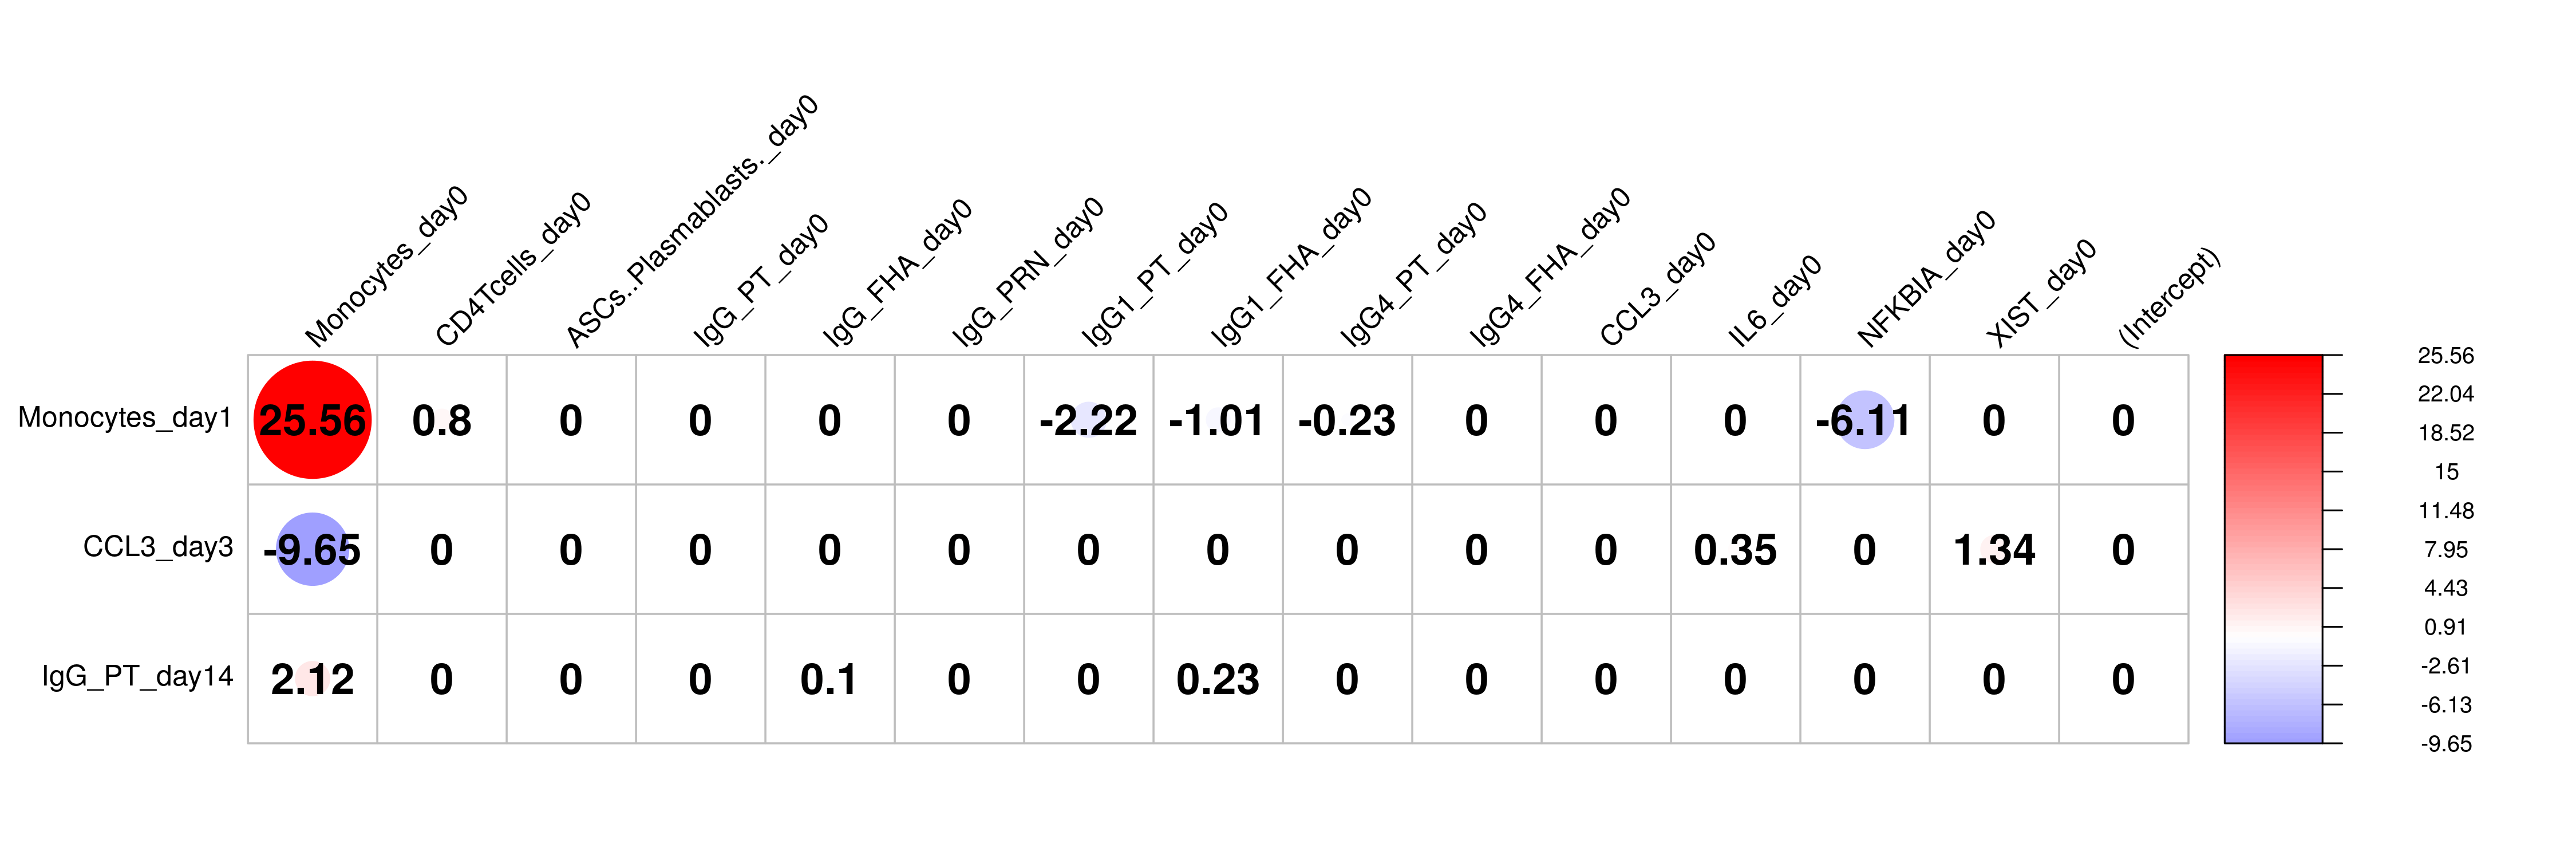 Monocytes_day0
CD4Tcells_day0
ASCs..Plasmablasts._day0
IgG_PT_day0
IgG_FHA_day0
IgG_PRN_day0
IgG1_PT_day0
IgG1_FHA_day0
IgG4_PT_day0
IgG4_FHA_day0
CCL3_day0
IL6_day0
NFKBIA_day0
XIST_day0
(Intercept)
Monocytes_day1 25.56 0.8 0 0 0 0 -2.22 -1.01 -0.23 0 0 0 -6.11 0 0
CCL3_day3 -9.65 0 0 0 0 0 0 0 0 0 0 0.35 0 1.34 0
IgG_PT_day14 2.12 0 0 0 0.1 0 0 0.23 0 0 0 0 0 0 0
25.56
22.04
18.52
15
11.48
7.95
4.43
0.91
-2.61
-6.13
-9.65